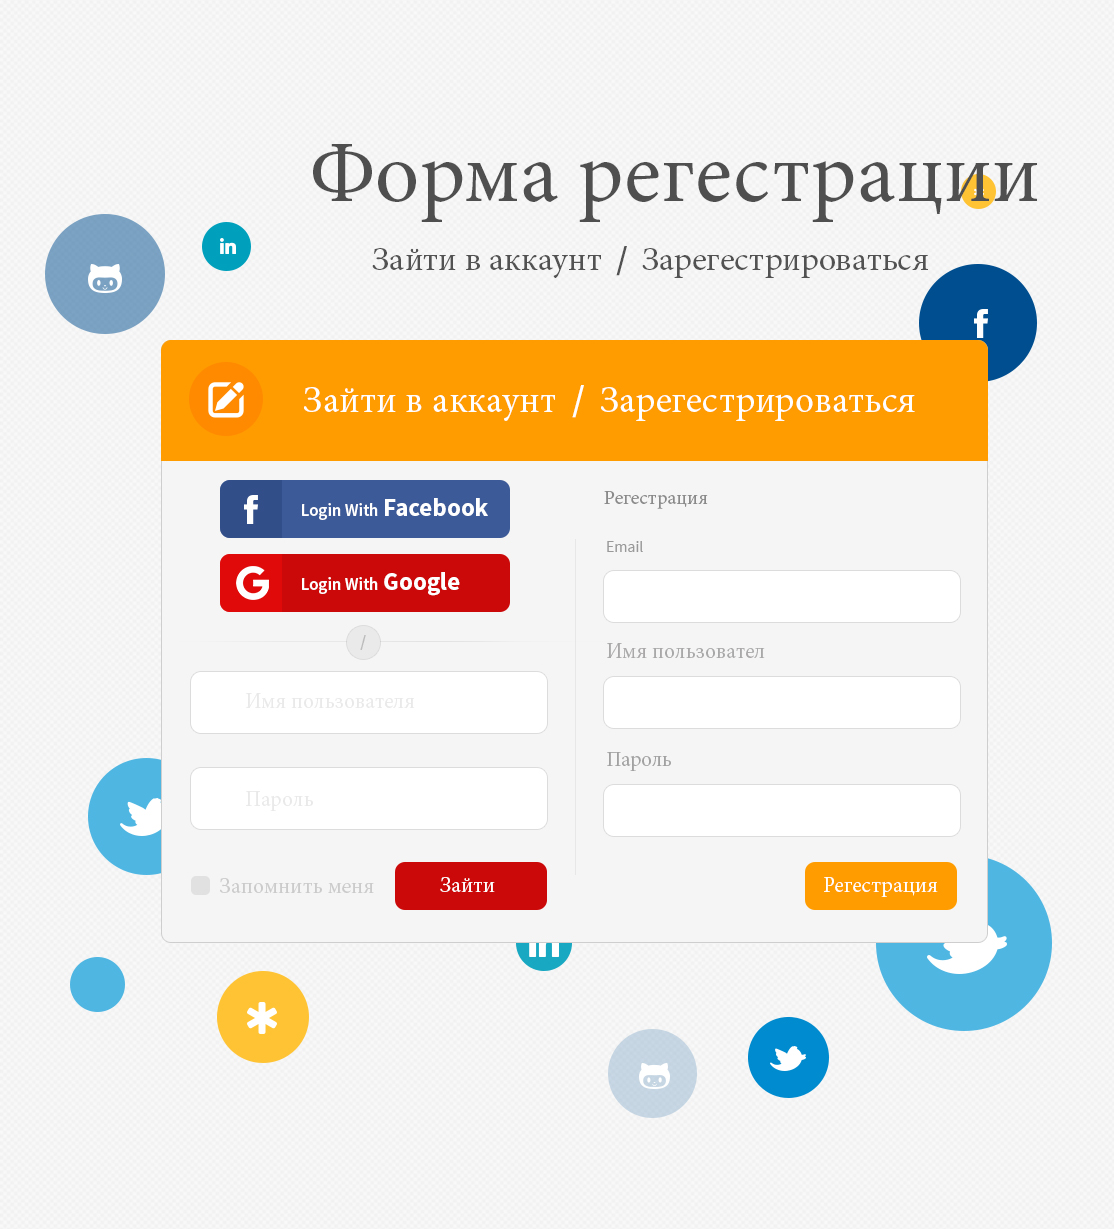 Форма регестрации
Зайти в аккаунт / Зарегестрироваться
in
f
Зайти в аккаунт / Зарегестрироваться
f Login With Facebook
G Login With Google
/
Имя пользователя
Пароль
Запомнить меня
Зайти
Регестрация
Email
Имя пользовател
Пароль
Регестрация
in